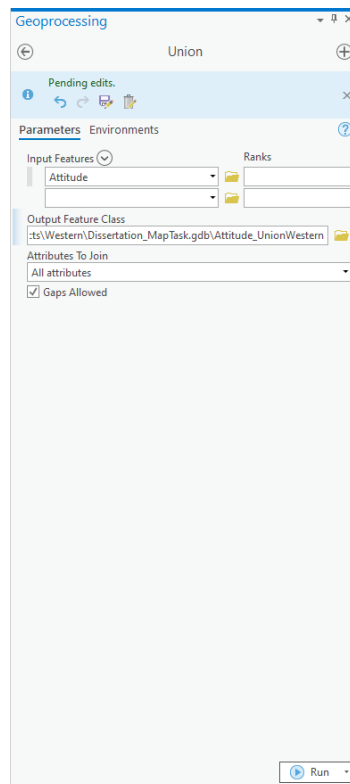 Geoprocessing
Union
Pending edits.
Parameters Environments
Input Features Ranks
Attitude
Output Feature Class
:ts\Western\Dissertation_MapTask.gdb\Attitude_UnionWestern
Attributes To Join
All attributes
Gaps Allowed
Run